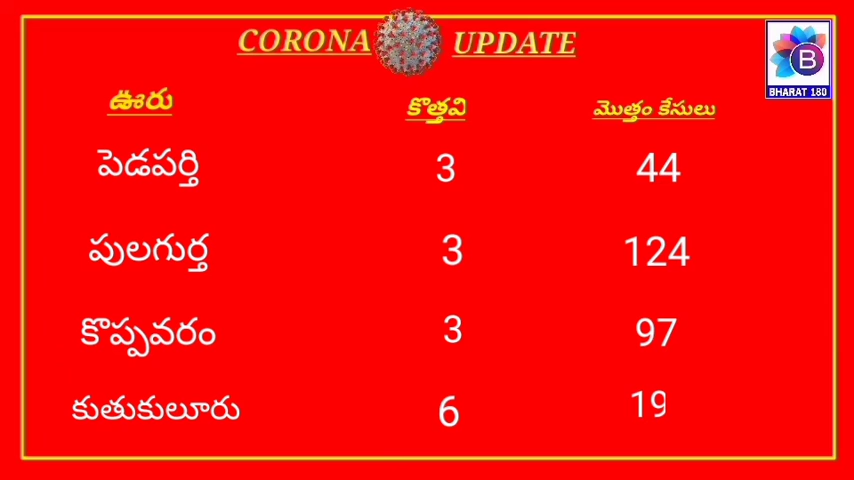 CORONA UPDATE
B
BHARAT 180
ఊరు కొత్తవి మొత్తం కేసులు
పెడపర్తి 3 44
పులగుర్త 3 124
కొప్పవరం 3 97
కుతుకులూరు 6 19